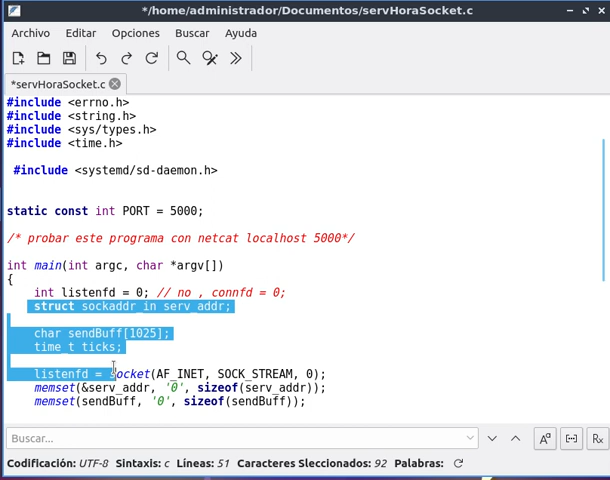 */home/administrador/Documentos/servHoraSocket.c
Archivo Editar Opciones Buscar Ayuda
*servHoraSocket.c
#include <errno.h>
#include <string.h>
#include <sys/types.h>
#include <time.h>
#include <systemd/sd-daemon.h>
static const int PORT = 5000;
/* probar este programa con netcat localhost 5000*/
int main(int argc, char *argv[])
{
int listenfd = 0; // no , connfd = 0;
struct sockaddr_in serv_addr;
char sendBuff[1025];
time_t ticks;
listenfd = socket(AF_INET, SOCK_STREAM, 0);
memset(&serv_addr, '0', sizeof(serv_addr));
memset(sendBuff, '0', sizeof(sendBuff));
Buscar...
Codificación: UTF-8 Sintaxis: c Líneas: 51 Caracteres Sleccionados: 92 Palabras: